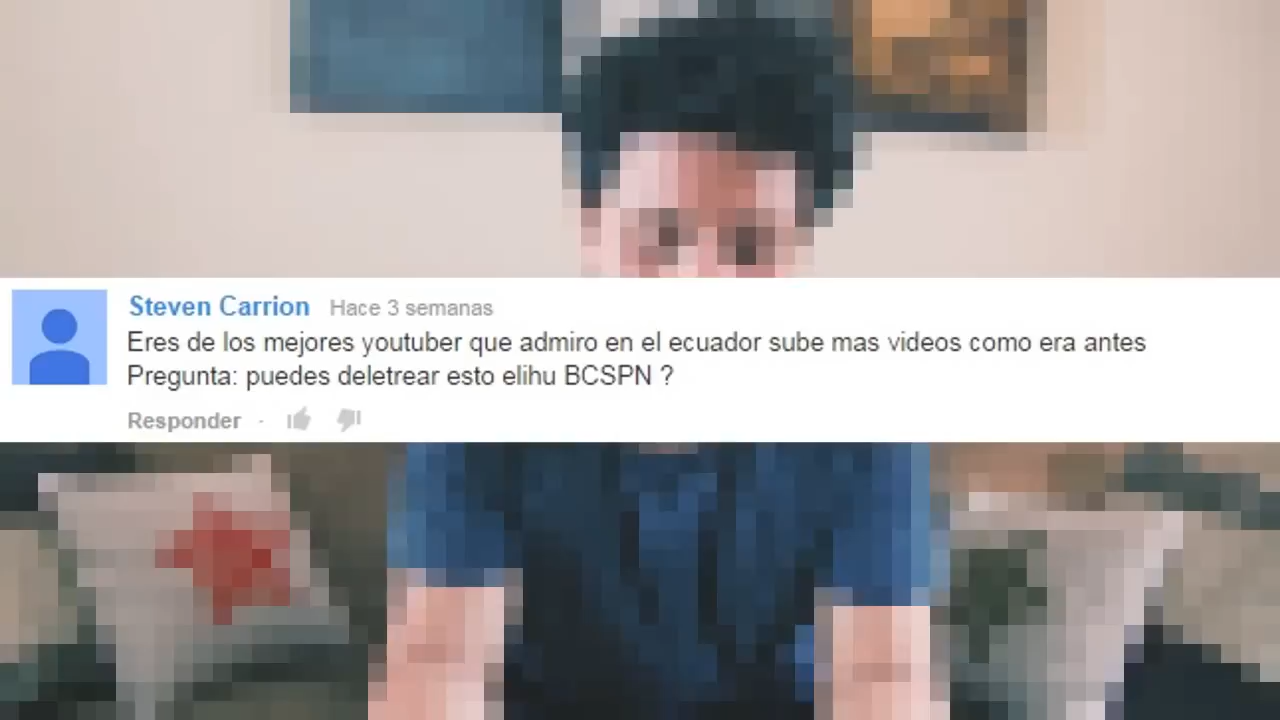 Steven Carrion Hace 3 semanas
Eres de los mejores youtuber que admiro en el ecuador sube mas videos como era antes
Pregunta: puedes deletrear esto elihu BCSPN ?
Responder ·